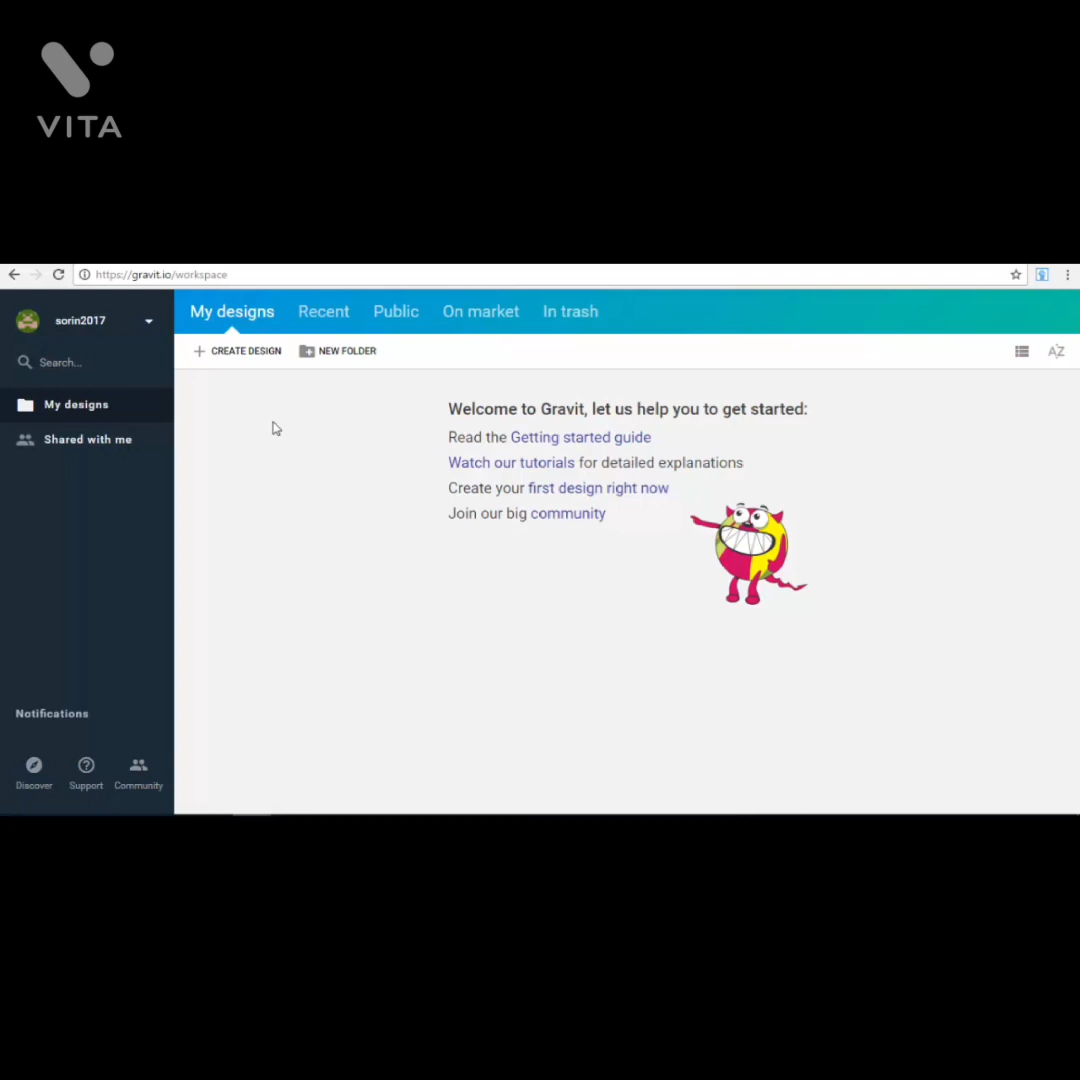 VITA
https://gravit.io/workspace
sorin2017
My designs Recent Public On market In trash
Search...
CREATE DESIGN NEW FOLDER
AZ
My designs
Shared with me
Welcome to Gravit, let us help you to get started:
Read the Getting started guide
Watch our tutorials for detailed explanations
Create your first design right now
Join our big community
Notifications
Discover Support Community